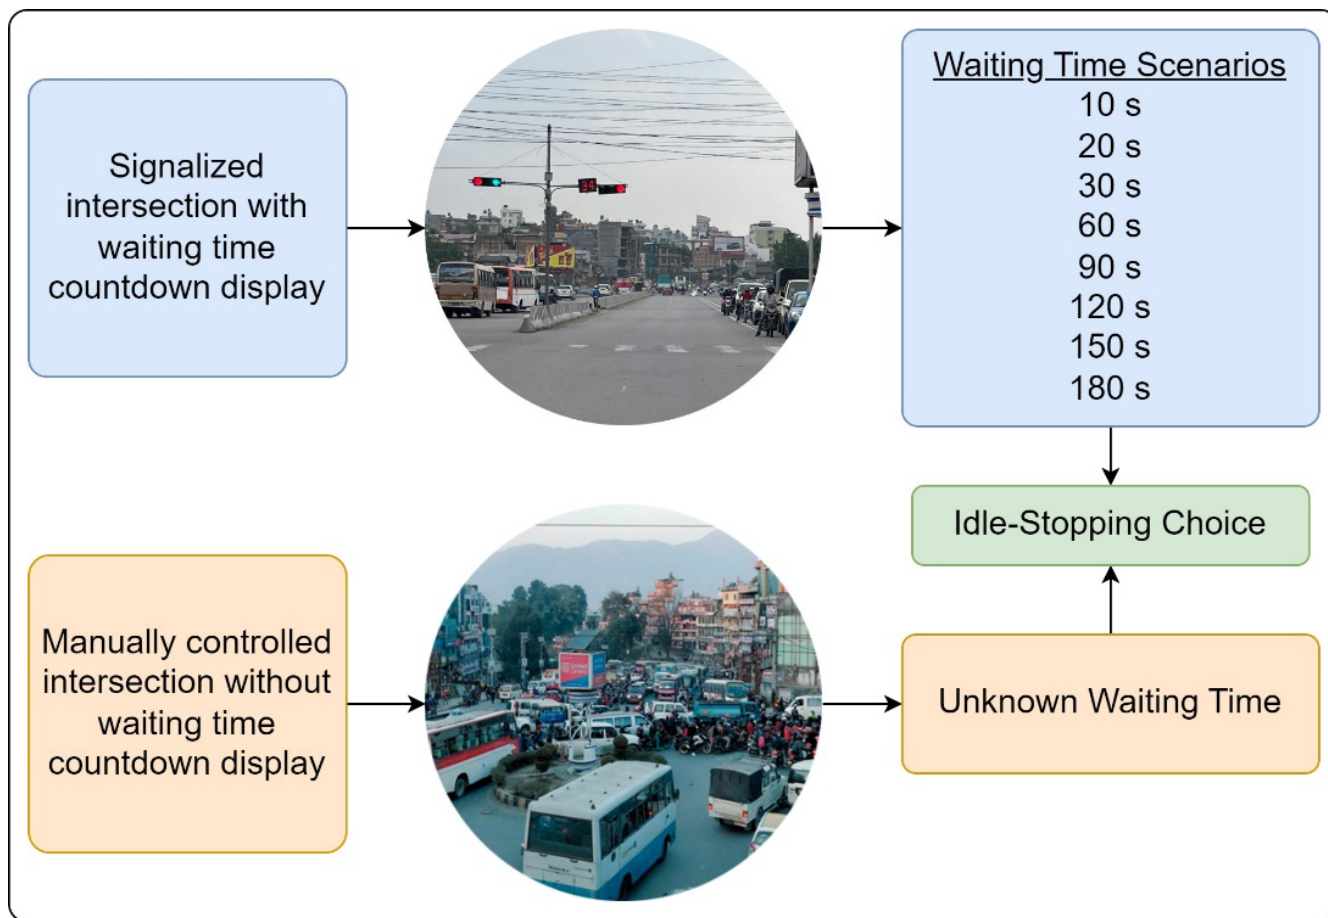 Signalized
intersection with
waiting time
countdown display
34
Waiting Time Scenarios
10 s
20 s
30 s
60 s
90 s
120 s
150 s
180 s
Idle-Stopping Choice
Manually controlled
intersection without
waiting time
countdown display
Unknown Waiting Time